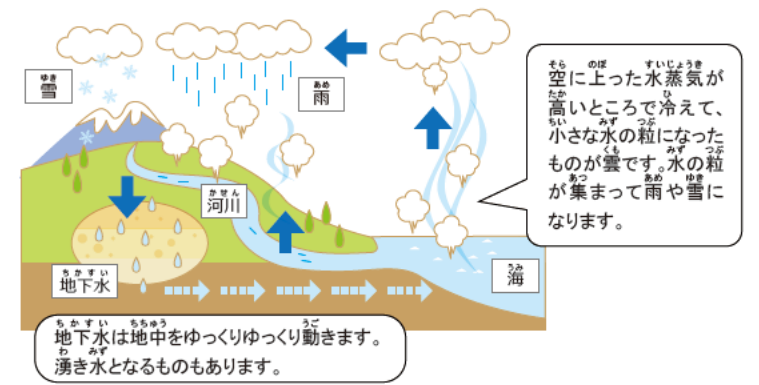 雪
雨
空に上った水蒸気が
高いところで冷えて、
小さな水の粒になった
ものが雲です。水の粒
が集まって雨や雪に
なります。
河川
地下水
海
地下水は地中をゆっくりゆっくり動きます。
湧き水となるものもあります。